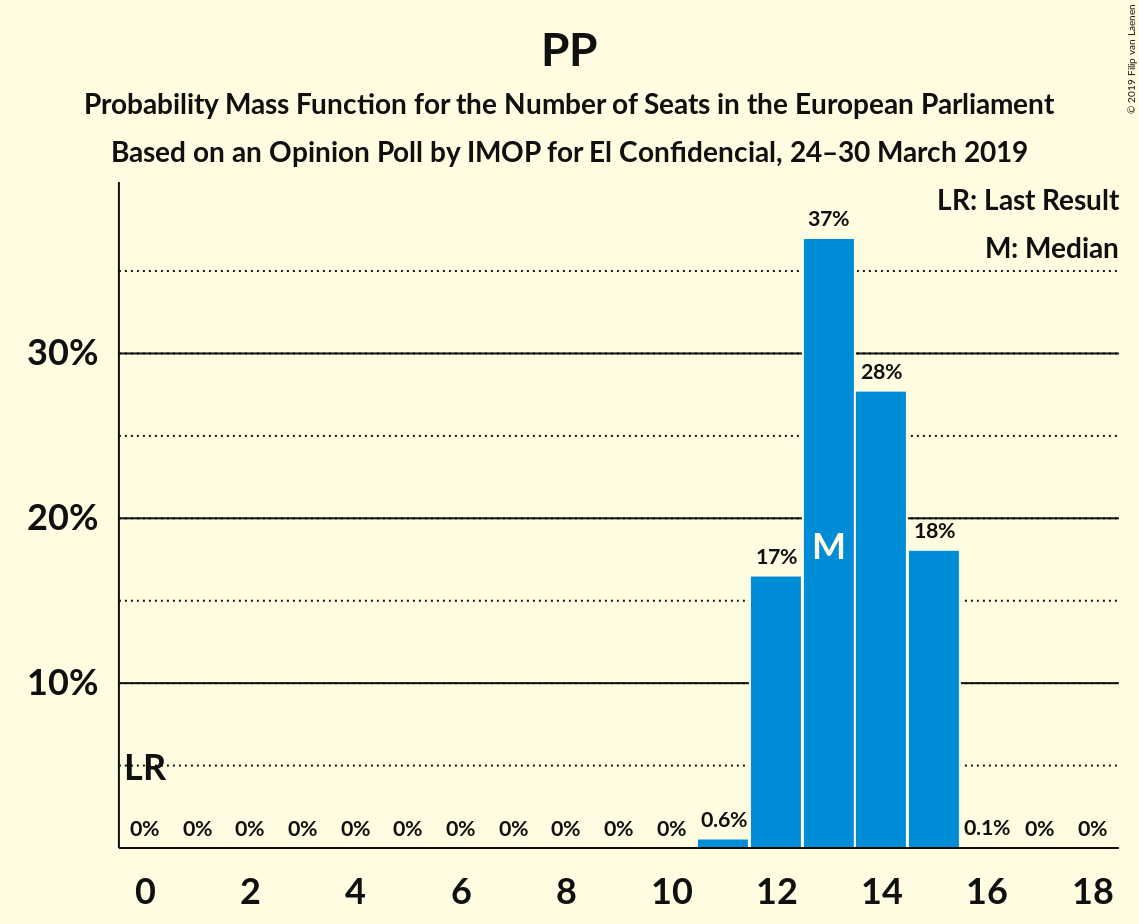 PP
Probability Mass Function for the Number of Seats in the European Parliament
Based on an Opinion Poll by IMOP for El Confidencial, 24–30 March 2019
© 2019 Filip van Laenen
LR: Last Result
M: Median
37%
30%
28%
20%
18%
17%
M
10%
LR
0% 0% 0% 0% 0% 0% 0% 0% 0% 0% 0% 0.6% 0.1% 0% 0%
0 2 4 6 8 10 12 14 16 18